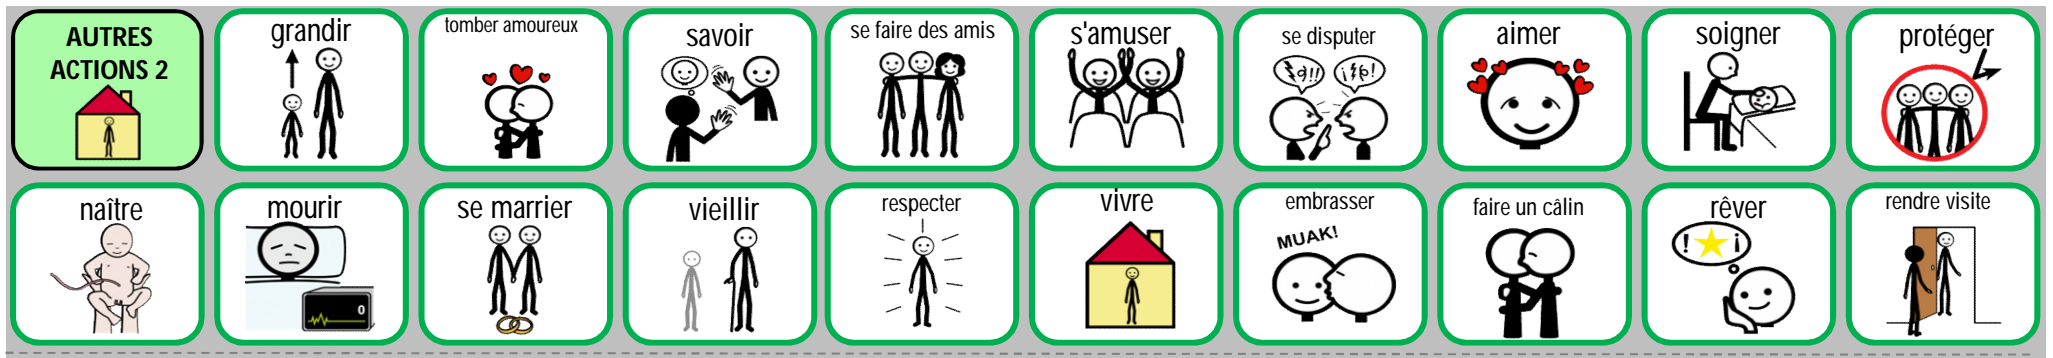 AUTRES
ACTIONS 2
grandir
tomber amoureux
savoir
se faire des amis
s'amuser
se disputer
aimer
soigner
protéger
naître
mourir
0
se marrier
vieillir
respecter
vivre
embrasser
MUAK!
faire un câlin
rêver
! ¡
rendre visite